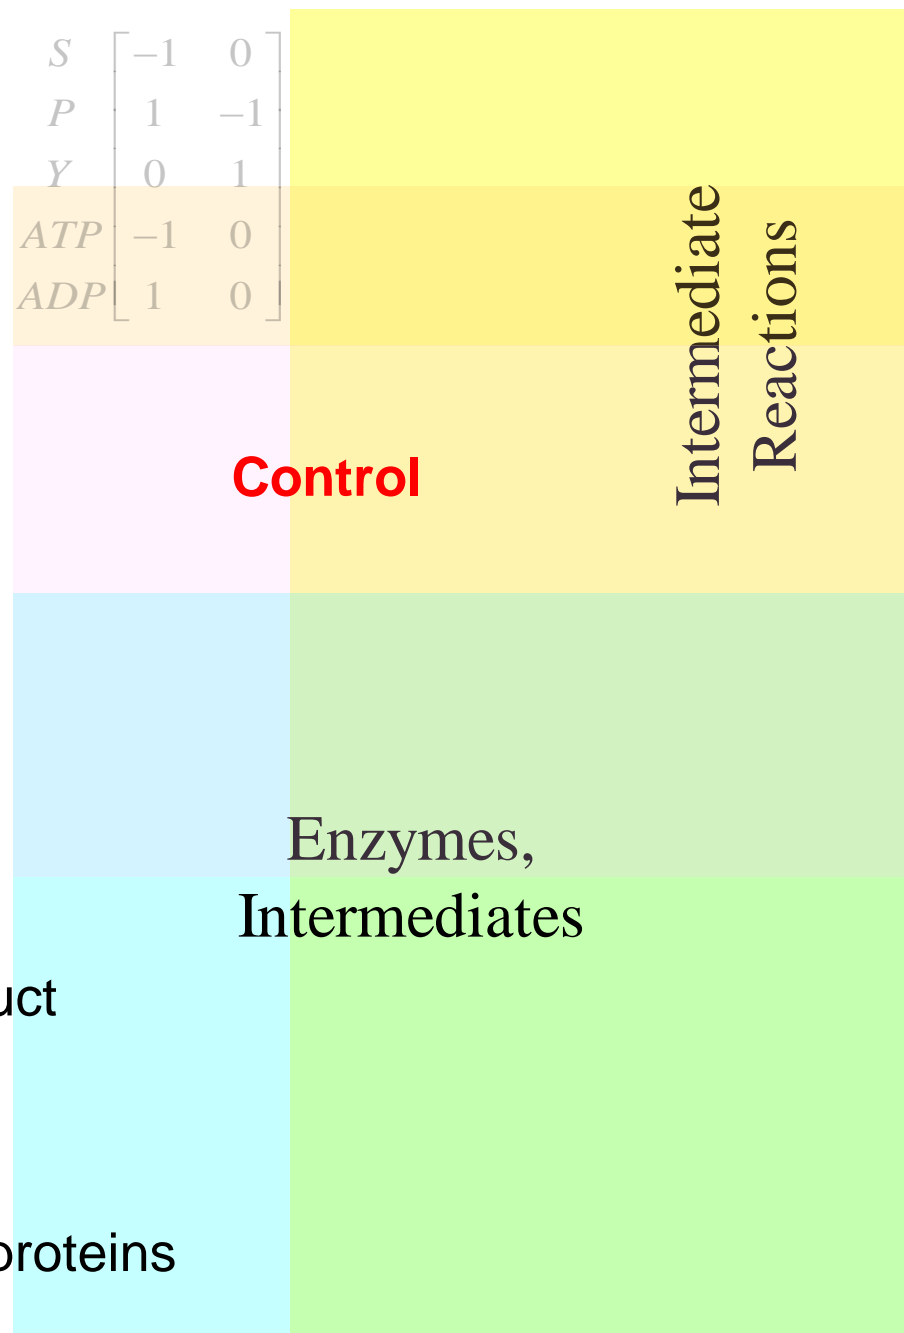 S −1 0
P 1 −1
Y 0 1
ATP −1 0
ADP 1 0
Intermediate
Reactions
Control
Enzymes,
Intermediates
uct
proteins